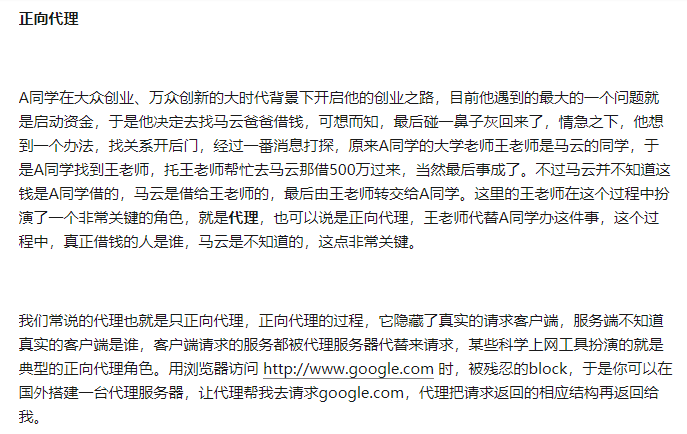 正向代理
A同学在大众创业、万众创新的大时代背景下开启他的创业之路，目前他遇到的最大的一个问题就
是启动资金，于是他决定去找马云爸爸借钱，可想而知，最后碰一鼻子灰回来了，情急之下，他想
到一个办法，找关系开后门，经过一番消息打探，原来A同学的大学老师王老师是马云的同学，于
是A同学找到王老师，托王老师帮忙去马云那借500万过来，当然最后事成了。不过马云并不知道这
钱是A同学借的，马云是借给王老师的，最后由王老师转交给A同学。这里的王老师在这个过程中扮
演了一个非常关键的角色，就是代理，也可以说是正向代理，王老师代替A同学办这件事，这个过
程中，真正借钱的人是谁，马云是不知道的，这点非常关键。
我们常说的代理也就是只正向代理，正向代理的过程，它隐藏了真实的请求客户端，服务端不知道
真实的客户端是谁，客户端请求的服务都被代理服务器代替来请求，某些科学上网工具扮演的就是
典型的正向代理角色。用浏览器访问 http://www.google.com 时，被残忍的block，于是你可以在
国外搭建一台代理服务器，让代理帮我去请求google.com，代理把请求返回的相应结构再返回给
我。